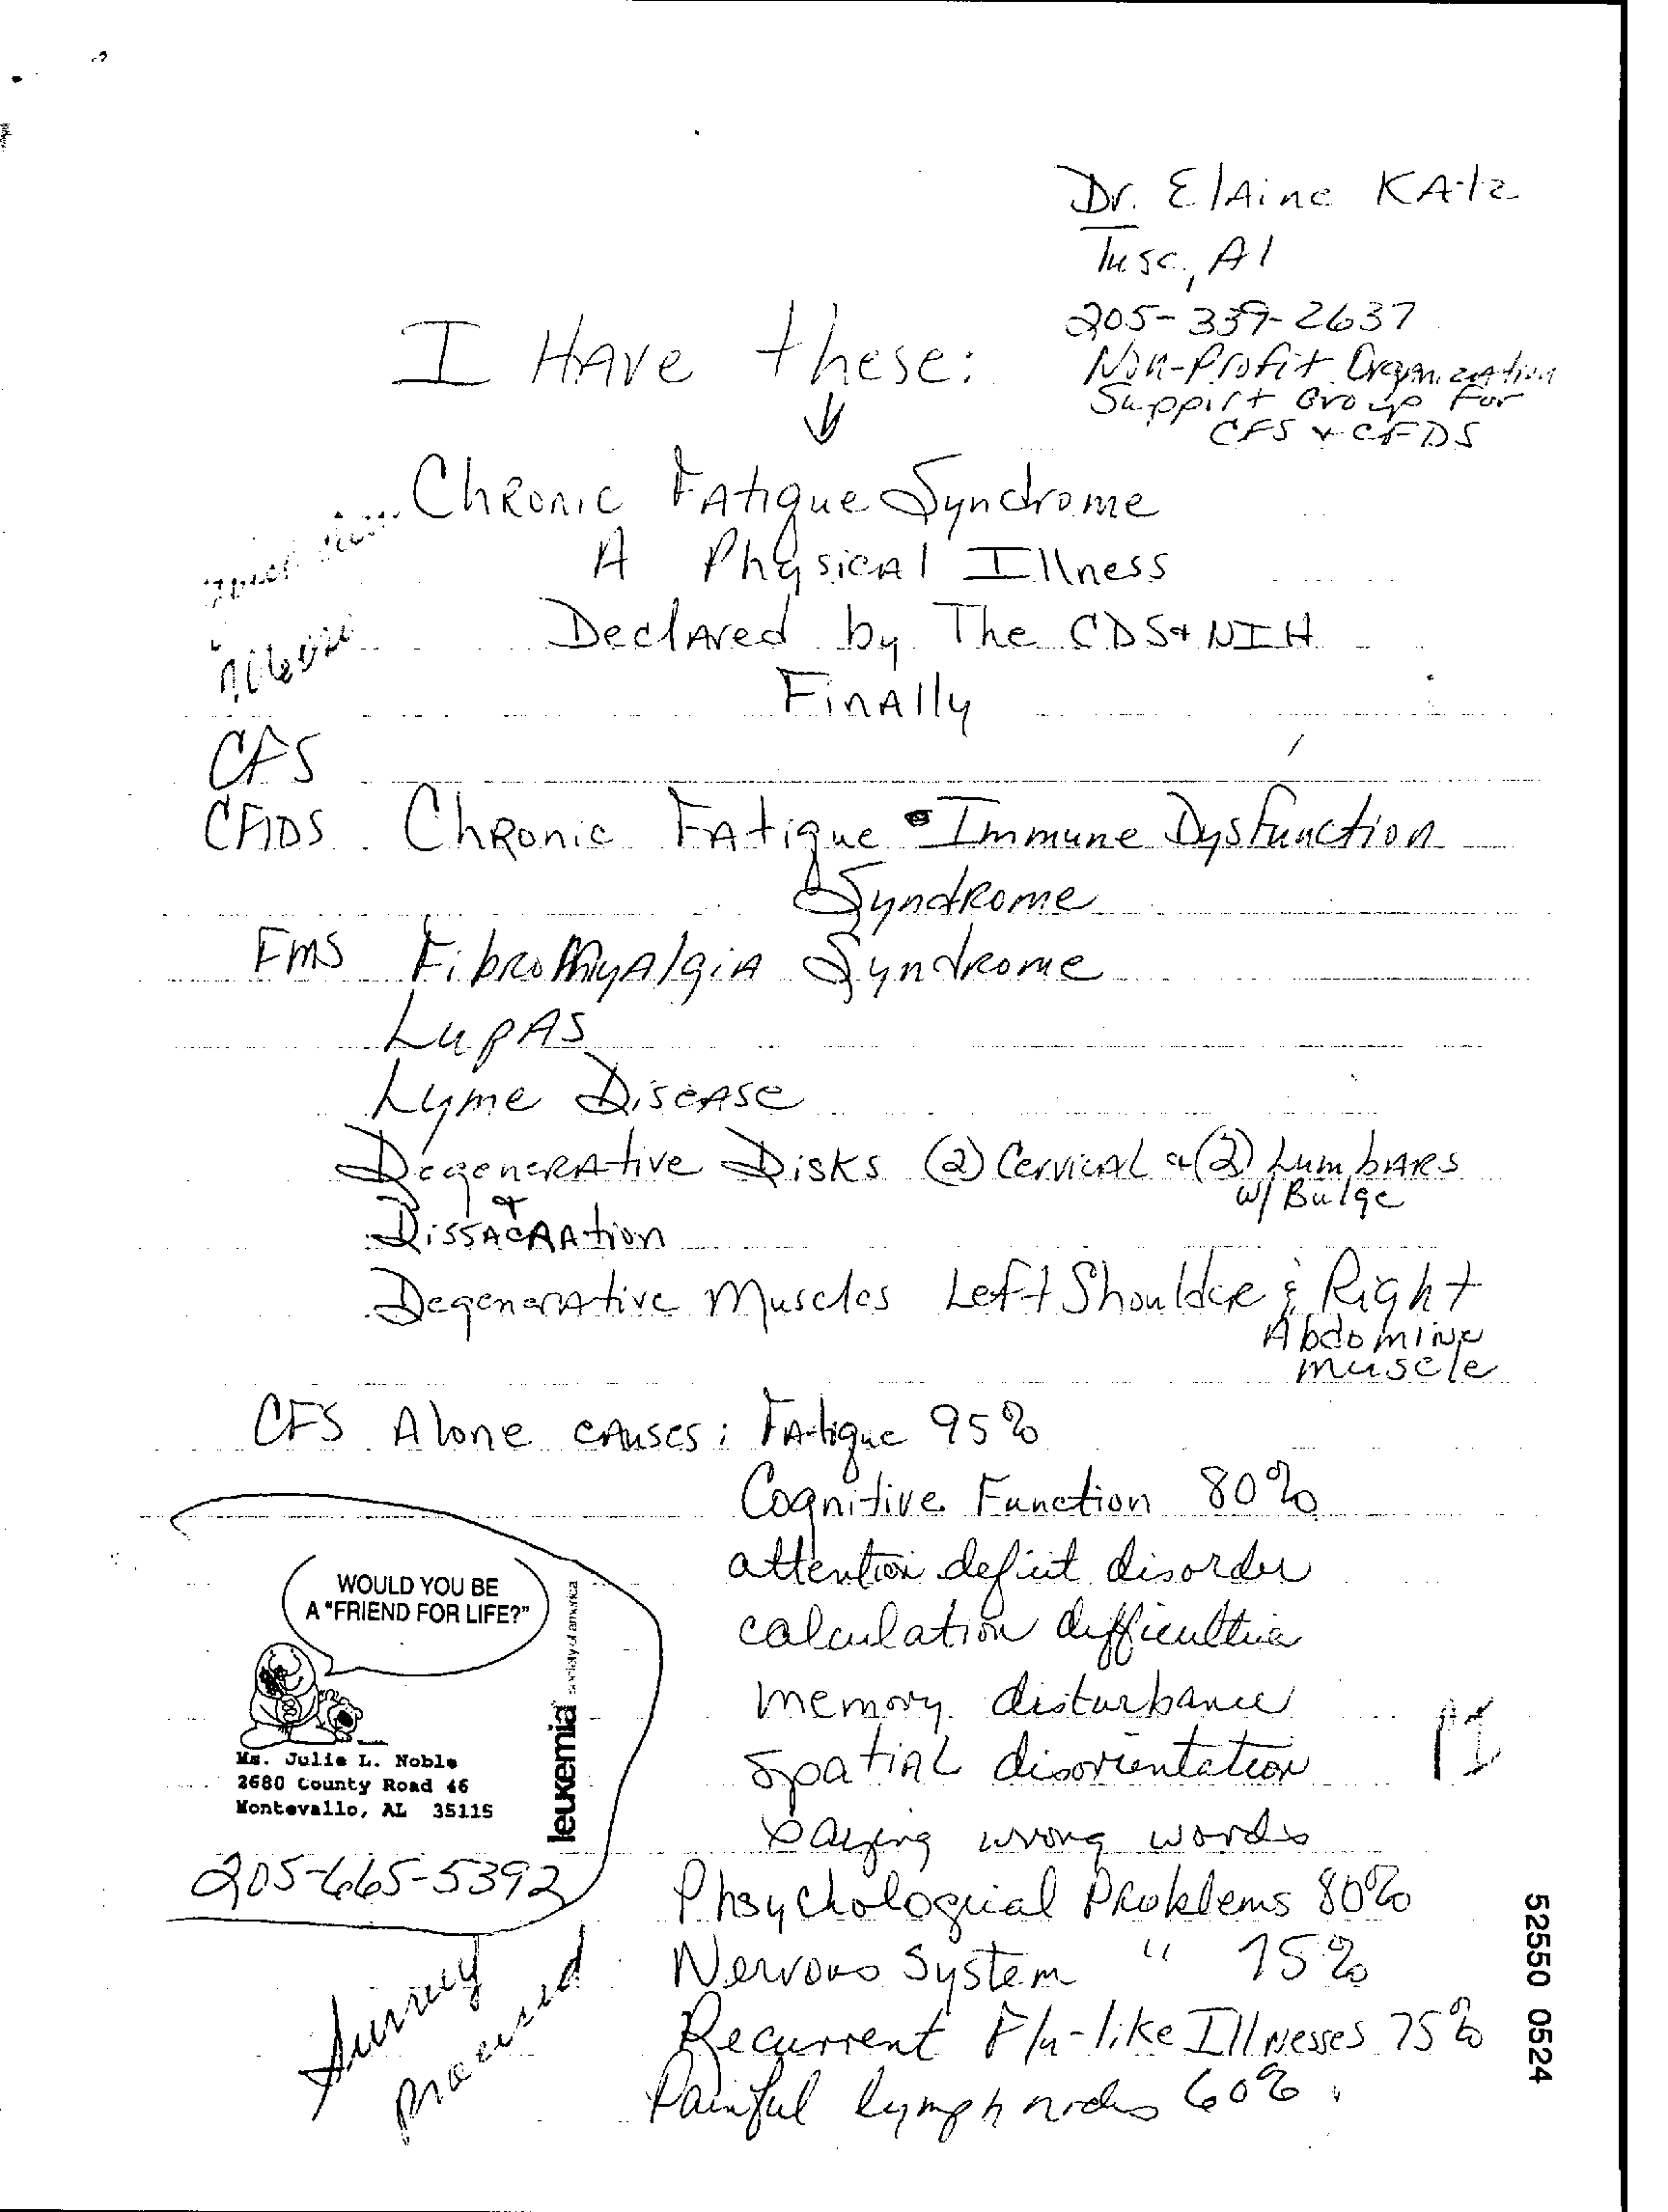 Dr. ElAine KAtz
Tusc., Al
205-339-2637
Non-Profit Organization
Support Group For
CFS & CFDS
I HAve these:
ChRonic FAtigue Syndrome
A PhysicAl Illness
DeclAred by The CDS & NIH
FinAlly
CFS
CFIDS ChRonic FAtigue Immune Dysfunction
SyndRome
FMS FibroMyAlgiA SyndRome
LupAS
Lyme DiseAse
DegeneRAtive Disks (2) CervicAL & (2) LumbARs
w/ Bulge
&
DegenerAtive Muscles Left ShouldeR & Right
Abdomine
muscle
CFS Alone cAuses: FAtigue 95%
Cognitive Function 80%
attention deficit disorder
calculation difficulties
memory disturbance
spatiAL disorientation
saying wrong words
Phsychological PRoblems 80%
Nervous System " 75%
Recurrent Flu-like Illnesses 75%
Painful lymph nodes 60%
WOULD YOU BE
A "FRIEND FOR LIFE?"
leukemia society of america
Ms. Julie L. Noble
2680 County Road 46
Montevallo, AL 35115
205-665-5392
Survey
Processed
52550 0524